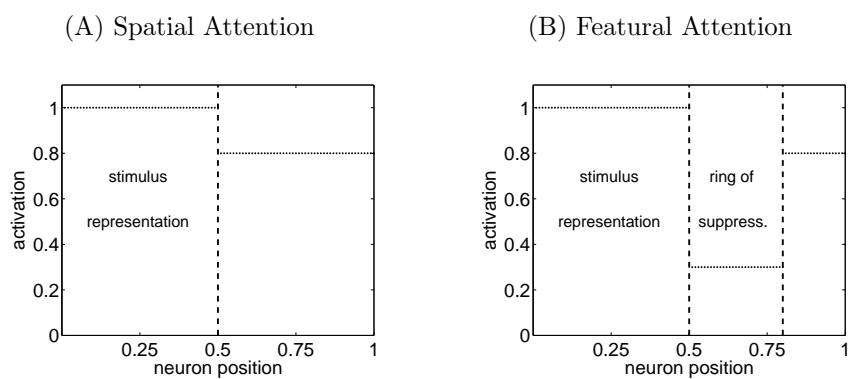 (A) Spatial Attention
1
0.8
0.6
0.4
0.2
0
activation
stimulus
representation
0.25
0.5
0.75
1
neuron position
(B) Featural Attention
1
0.8
0.6
0.4
0.2
0
activation
stimulus
representation
ring of
suppress.
0.25
0.5
0.75
1
neuron position